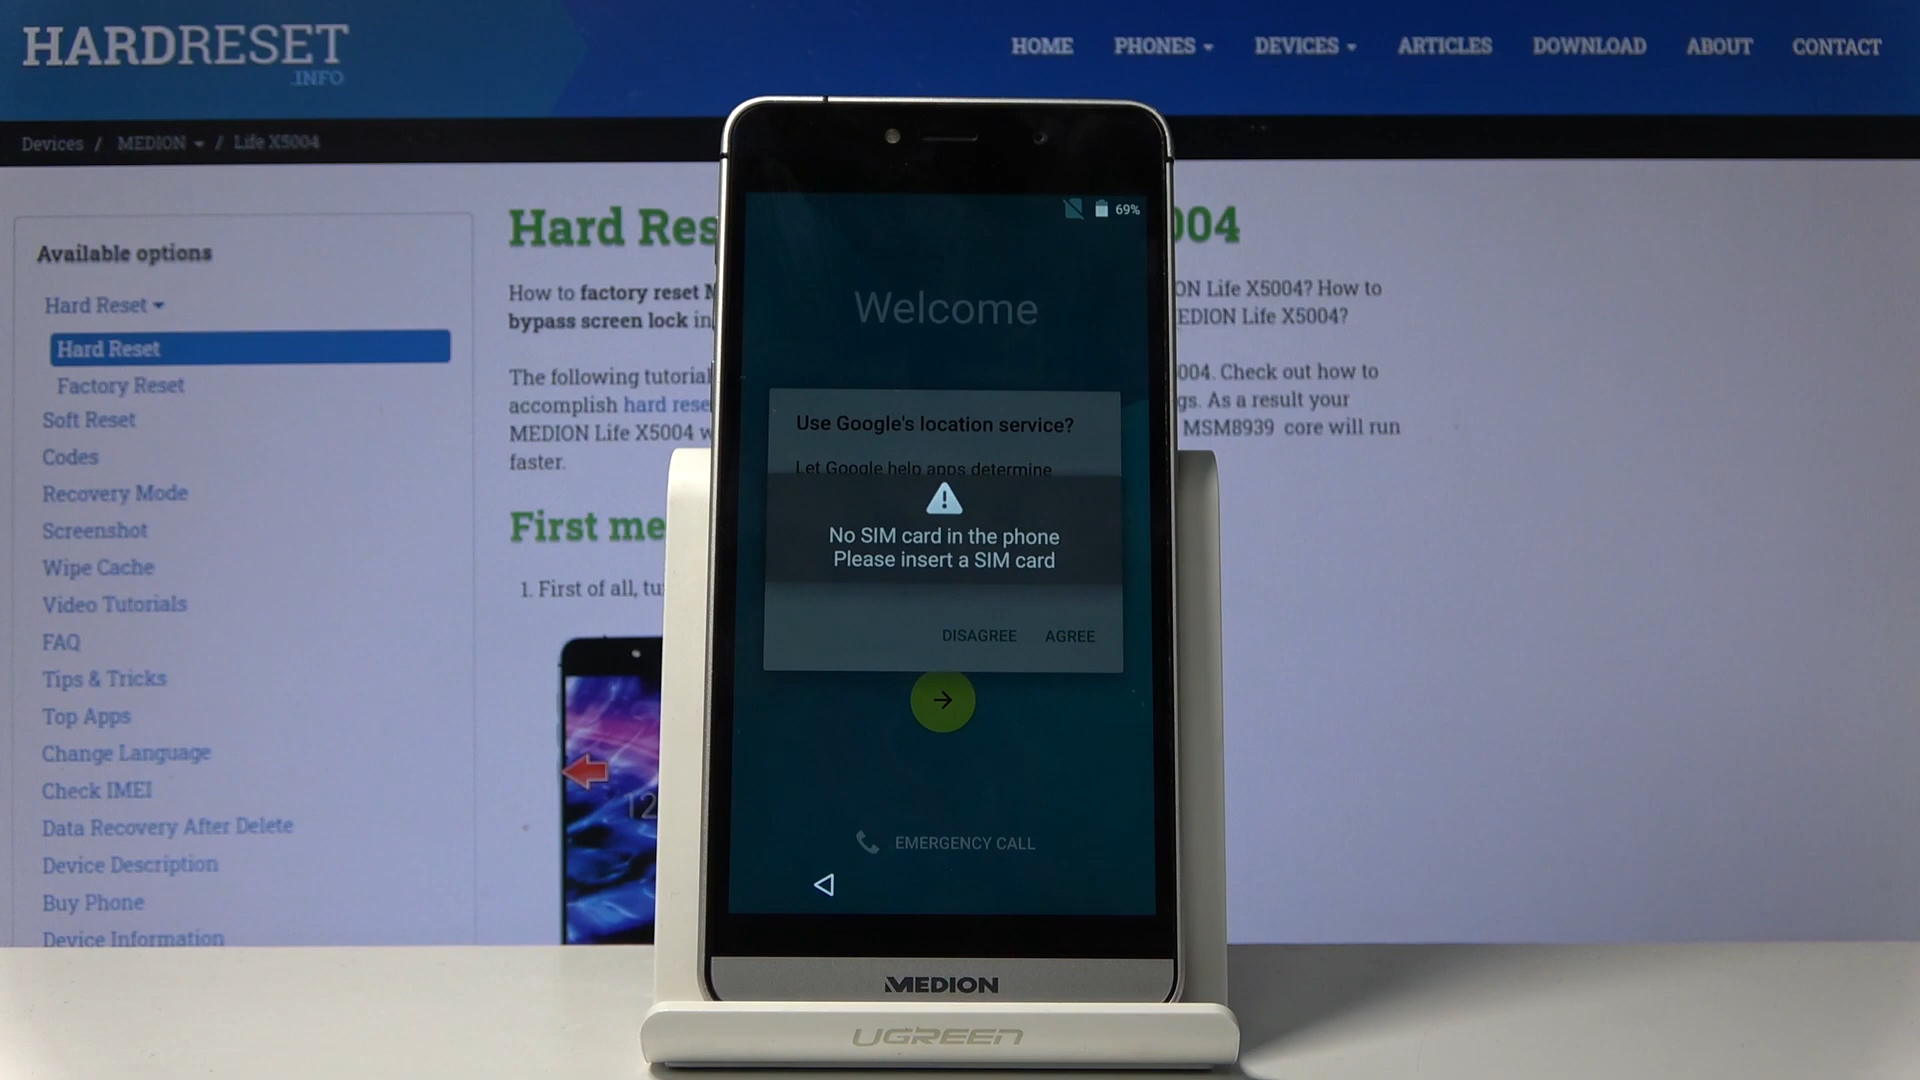 HARDRESET
.INFO
HOME PHONES DEVICES ARTICLES DOWNLOAD ABOUT CONTACT
Devices / MEDION / Life X5004
Available options
Hard Reset
Hard Reset
Factory Reset
Soft Reset
Codes
Recovery Mode
Screenshot
Wipe Cache
Video Tutorials
FAQ
Tips & Tricks
Top Apps
Change Language
Check IMEI
Data Recovery After Delete
Device Description
Buy Phone
Device Information
Hard Res 004
How to factory reset M ON Life X5004? How to
bypass screen lock in EDION Life X5004?
The following tutorial 004. Check out how to
accomplish hard rese gs. As a result your
MEDION Life X5004 w MSM8939 core will run
faster.
First me
1. First of all, tu
12
69%
Welcome
Use Google's location service?
Let Google help apps determine
No SIM card in the phone
Please insert a SIM card
DISAGREE AGREE
EMERGENCY CALL
MEDION
UGREEN